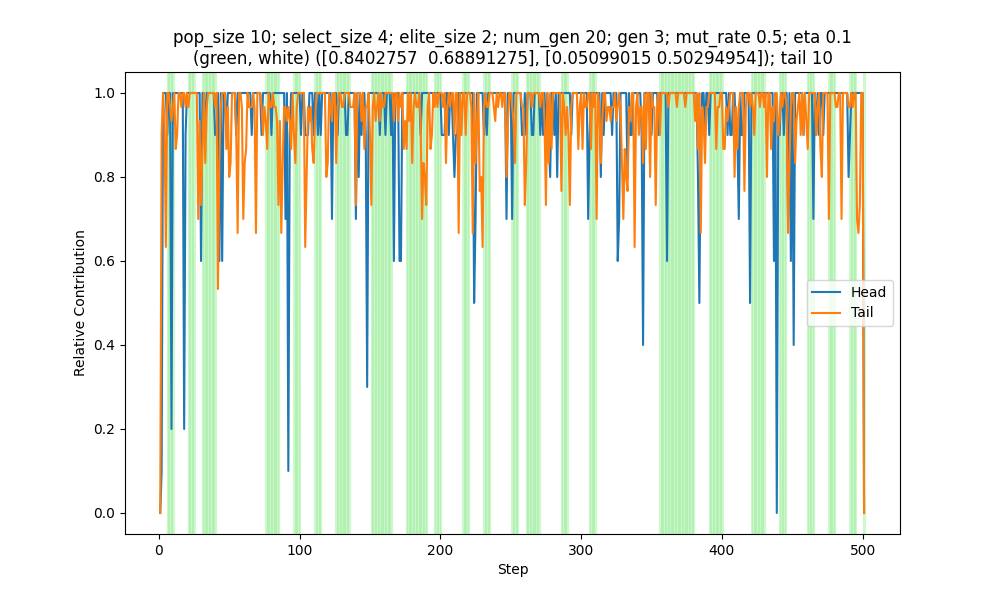 pop_size 10; select_size 4; elite_size 2; num_gen 20; gen 3; mut_rate 0.5; eta 0.1
(green, white) ([0.8402757  0.68891275], [0.05099015 0.50294954]); tail 10
1.0
0.8
0.6
0.4
0.2
0.0
Relative Contribution
Head
Tail
0
100
200
300
400
500
Step